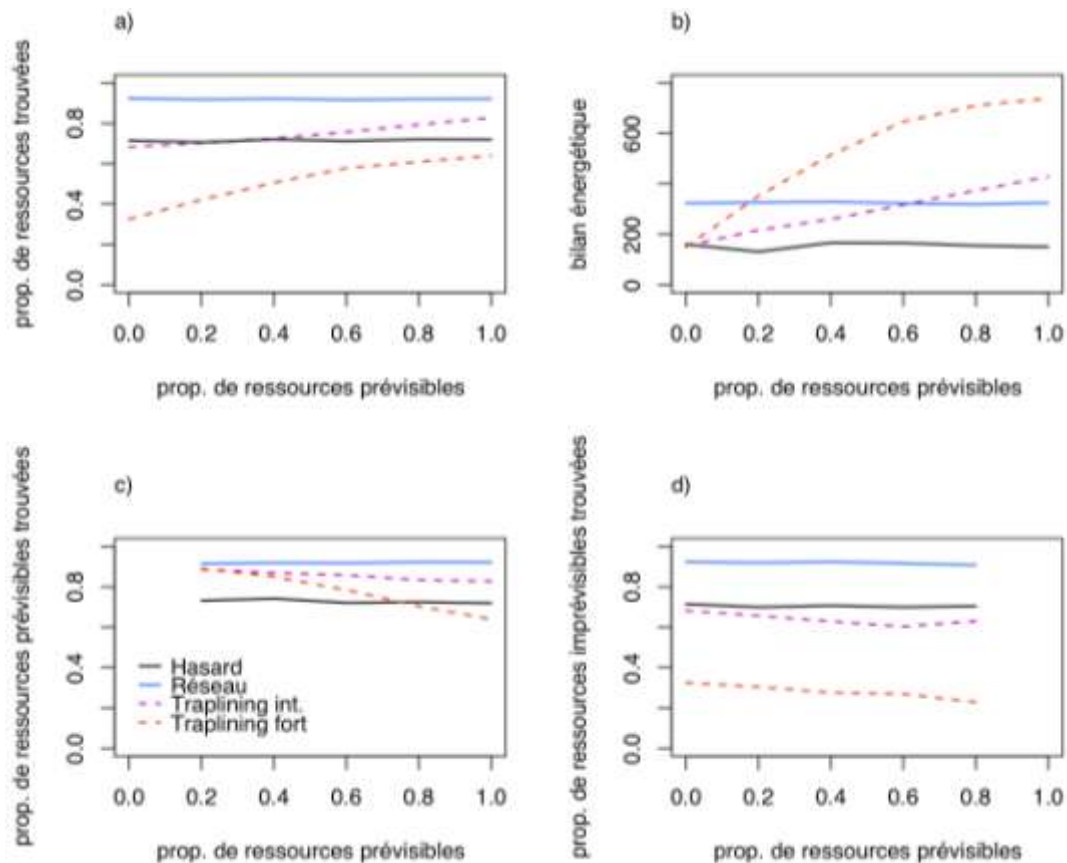 a)
prop. de ressources trouvées
0.0 0.4 0.8
0.0 0.2 0.4 0.6 0.8 1.0
prop. de ressources prévisibles
b)
bilan énergétique
0 200 600
0.0 0.2 0.4 0.6 0.8 1.0
prop. de ressources prévisibles
c)
prop. de ressources prévisibles trouvées
0.0 0.4 0.8
Hasard
Réseau
Traplining int.
Traplining fort
0.0 0.2 0.4 0.6 0.8 1.0
prop. de ressources prévisibles
d)
prop. de ressources imprévisibles trouvées
0.0 0.4 0.8
0.0 0.2 0.4 0.6 0.8 1.0
prop. de ressources prévisibles